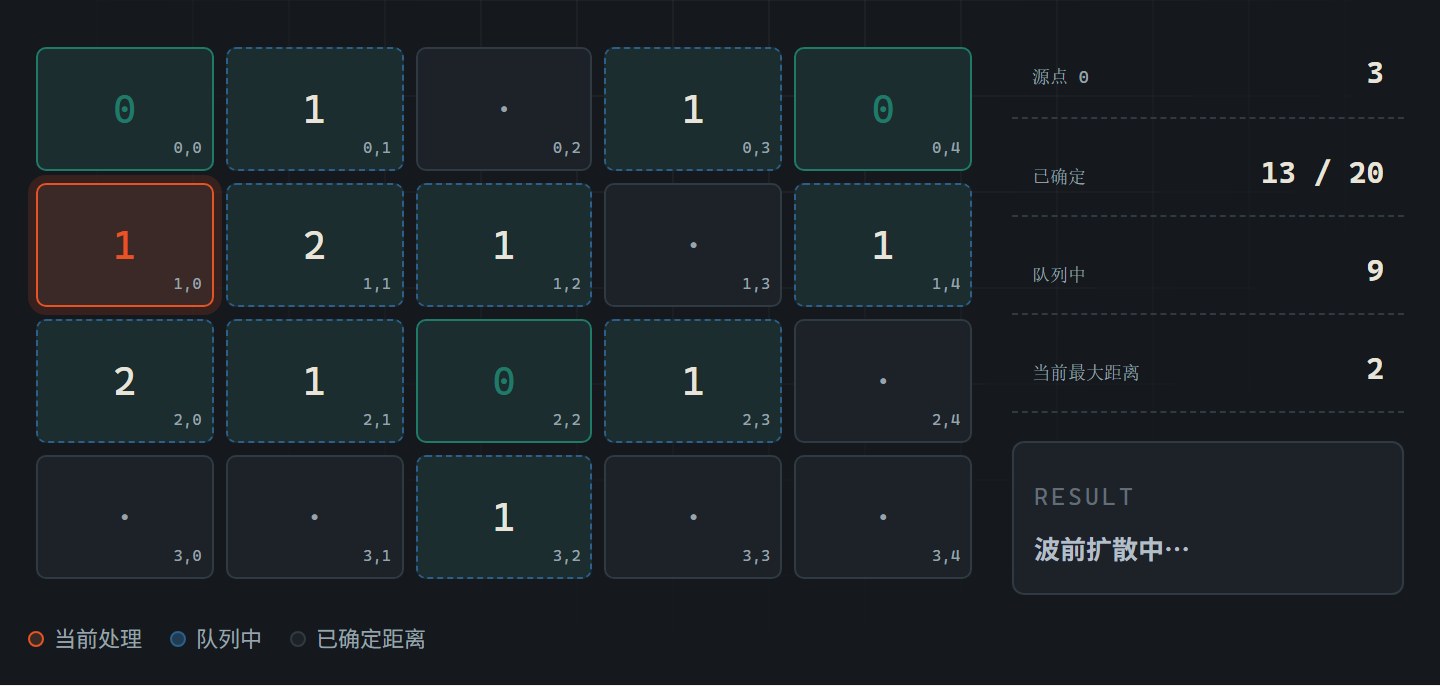 0 1 · 1 0
0,0 0,1 0,2 0,3 0,4
1 2 1 · 1
1,0 1,1 1,2 1,3 1,4
2 1 0 1 ·
2,0 2,1 2,2 2,3 2,4
· · 1 · ·
3,0 3,1 3,2 3,3 3,4
当前处理 队列中 已确定距离
源点 0 3
已确定 13 / 20
队列中 9
当前最大距离 2
RESULT
波前扩散中···